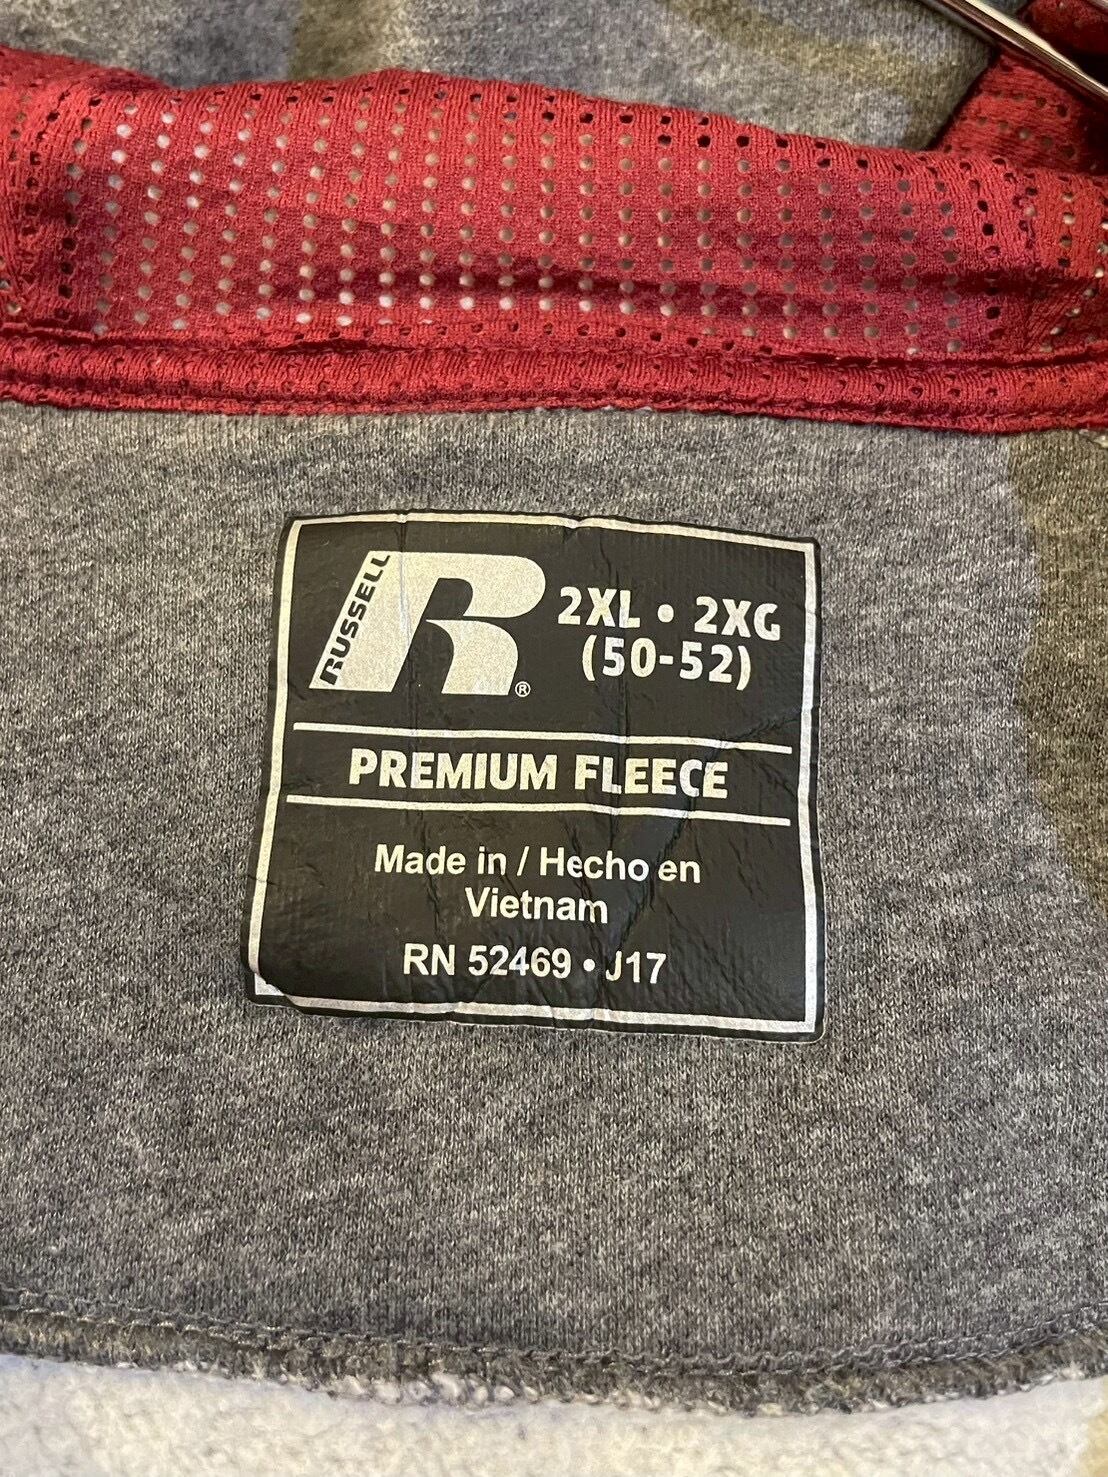 RUSSELL R®
2XL • 2XG
(50-52)
PREMIUM FLEECE
Made in / Hecho en
Vietnam
RN 52469 • J17